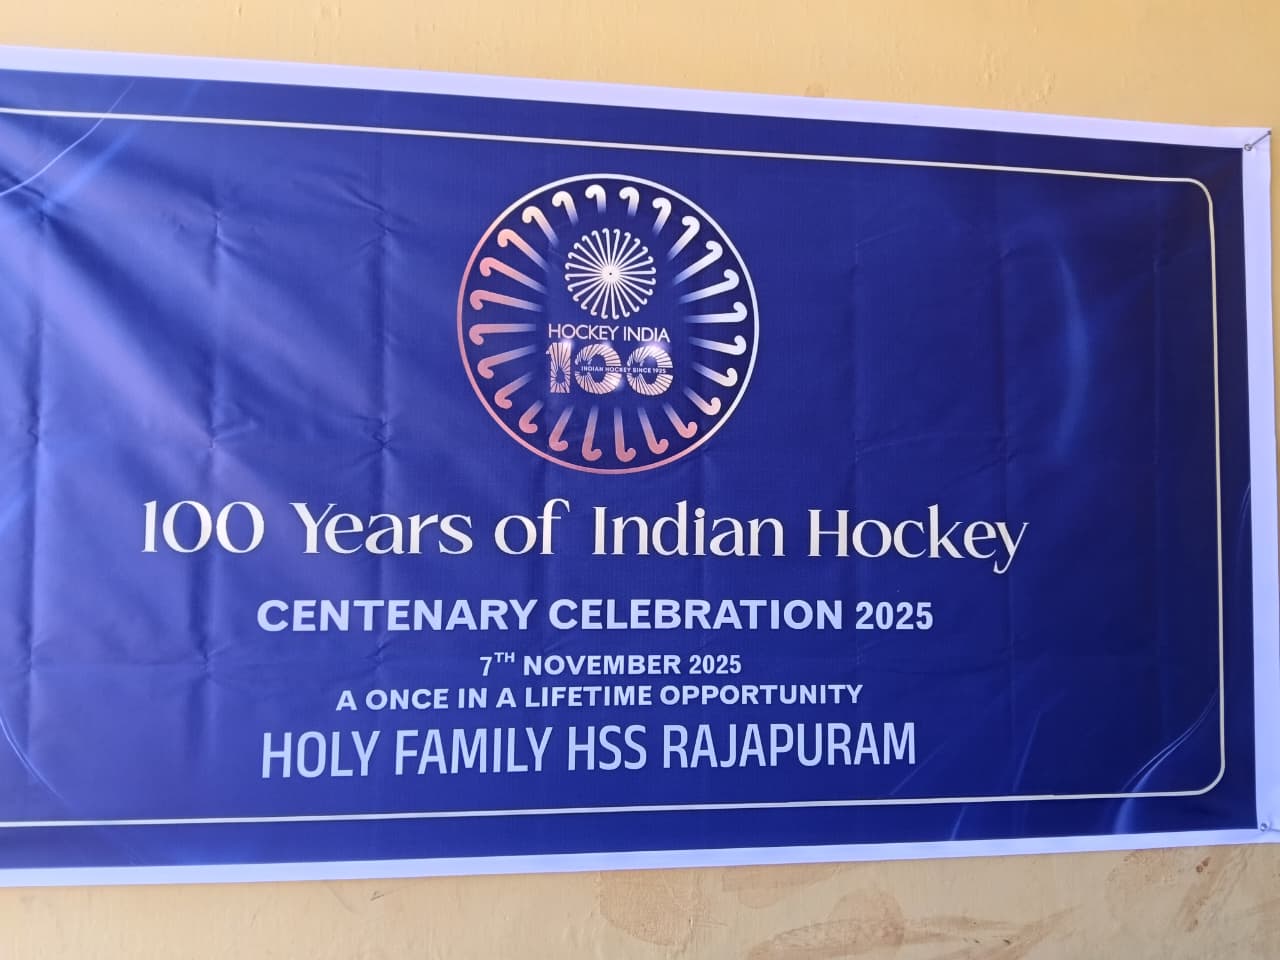 HOCKEY INDIA
100
INDIAN HOCKEY SINCE 1925
100 Years of Indian Hockey
CENTENARY CELEBRATION 2025
7TH NOVEMBER 2025
A ONCE IN A LIFETIME OPPORTUNITY
HOLY FAMILY HSS RAJAPURAM